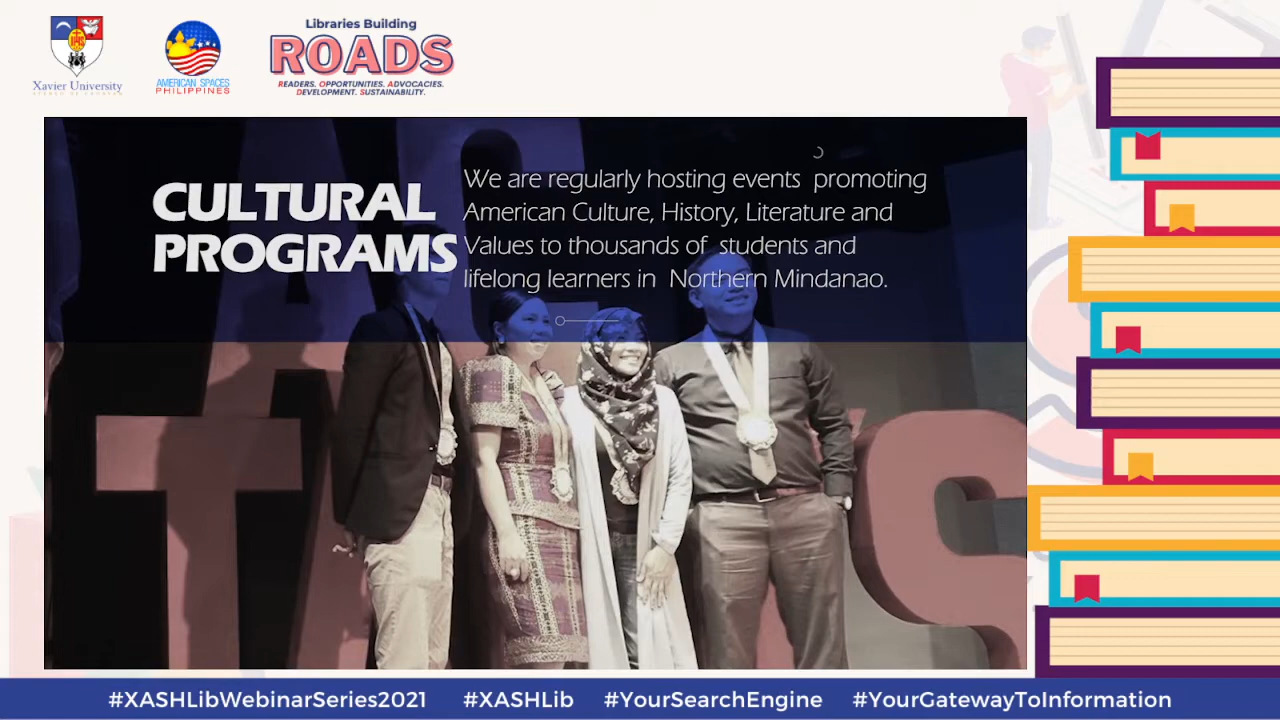 Libraries Building
ROADS
READERS. OPPORTUNITIES. ADVOCACIES.
DEVELOPMENT. SUSTAINABILITY.
Xavier University
AMERICAN SPACES
PHILIPPINES
CULTURAL
PROGRAMS
We are regularly hosting events promoting
American Culture, History, Literature and
Values to thousands of students and
lifelong learners in Northern Mindanao.
#XASHLibWebinarSeries2021 #XASHLib #YourSearchEngine #YourGatewayToInformation